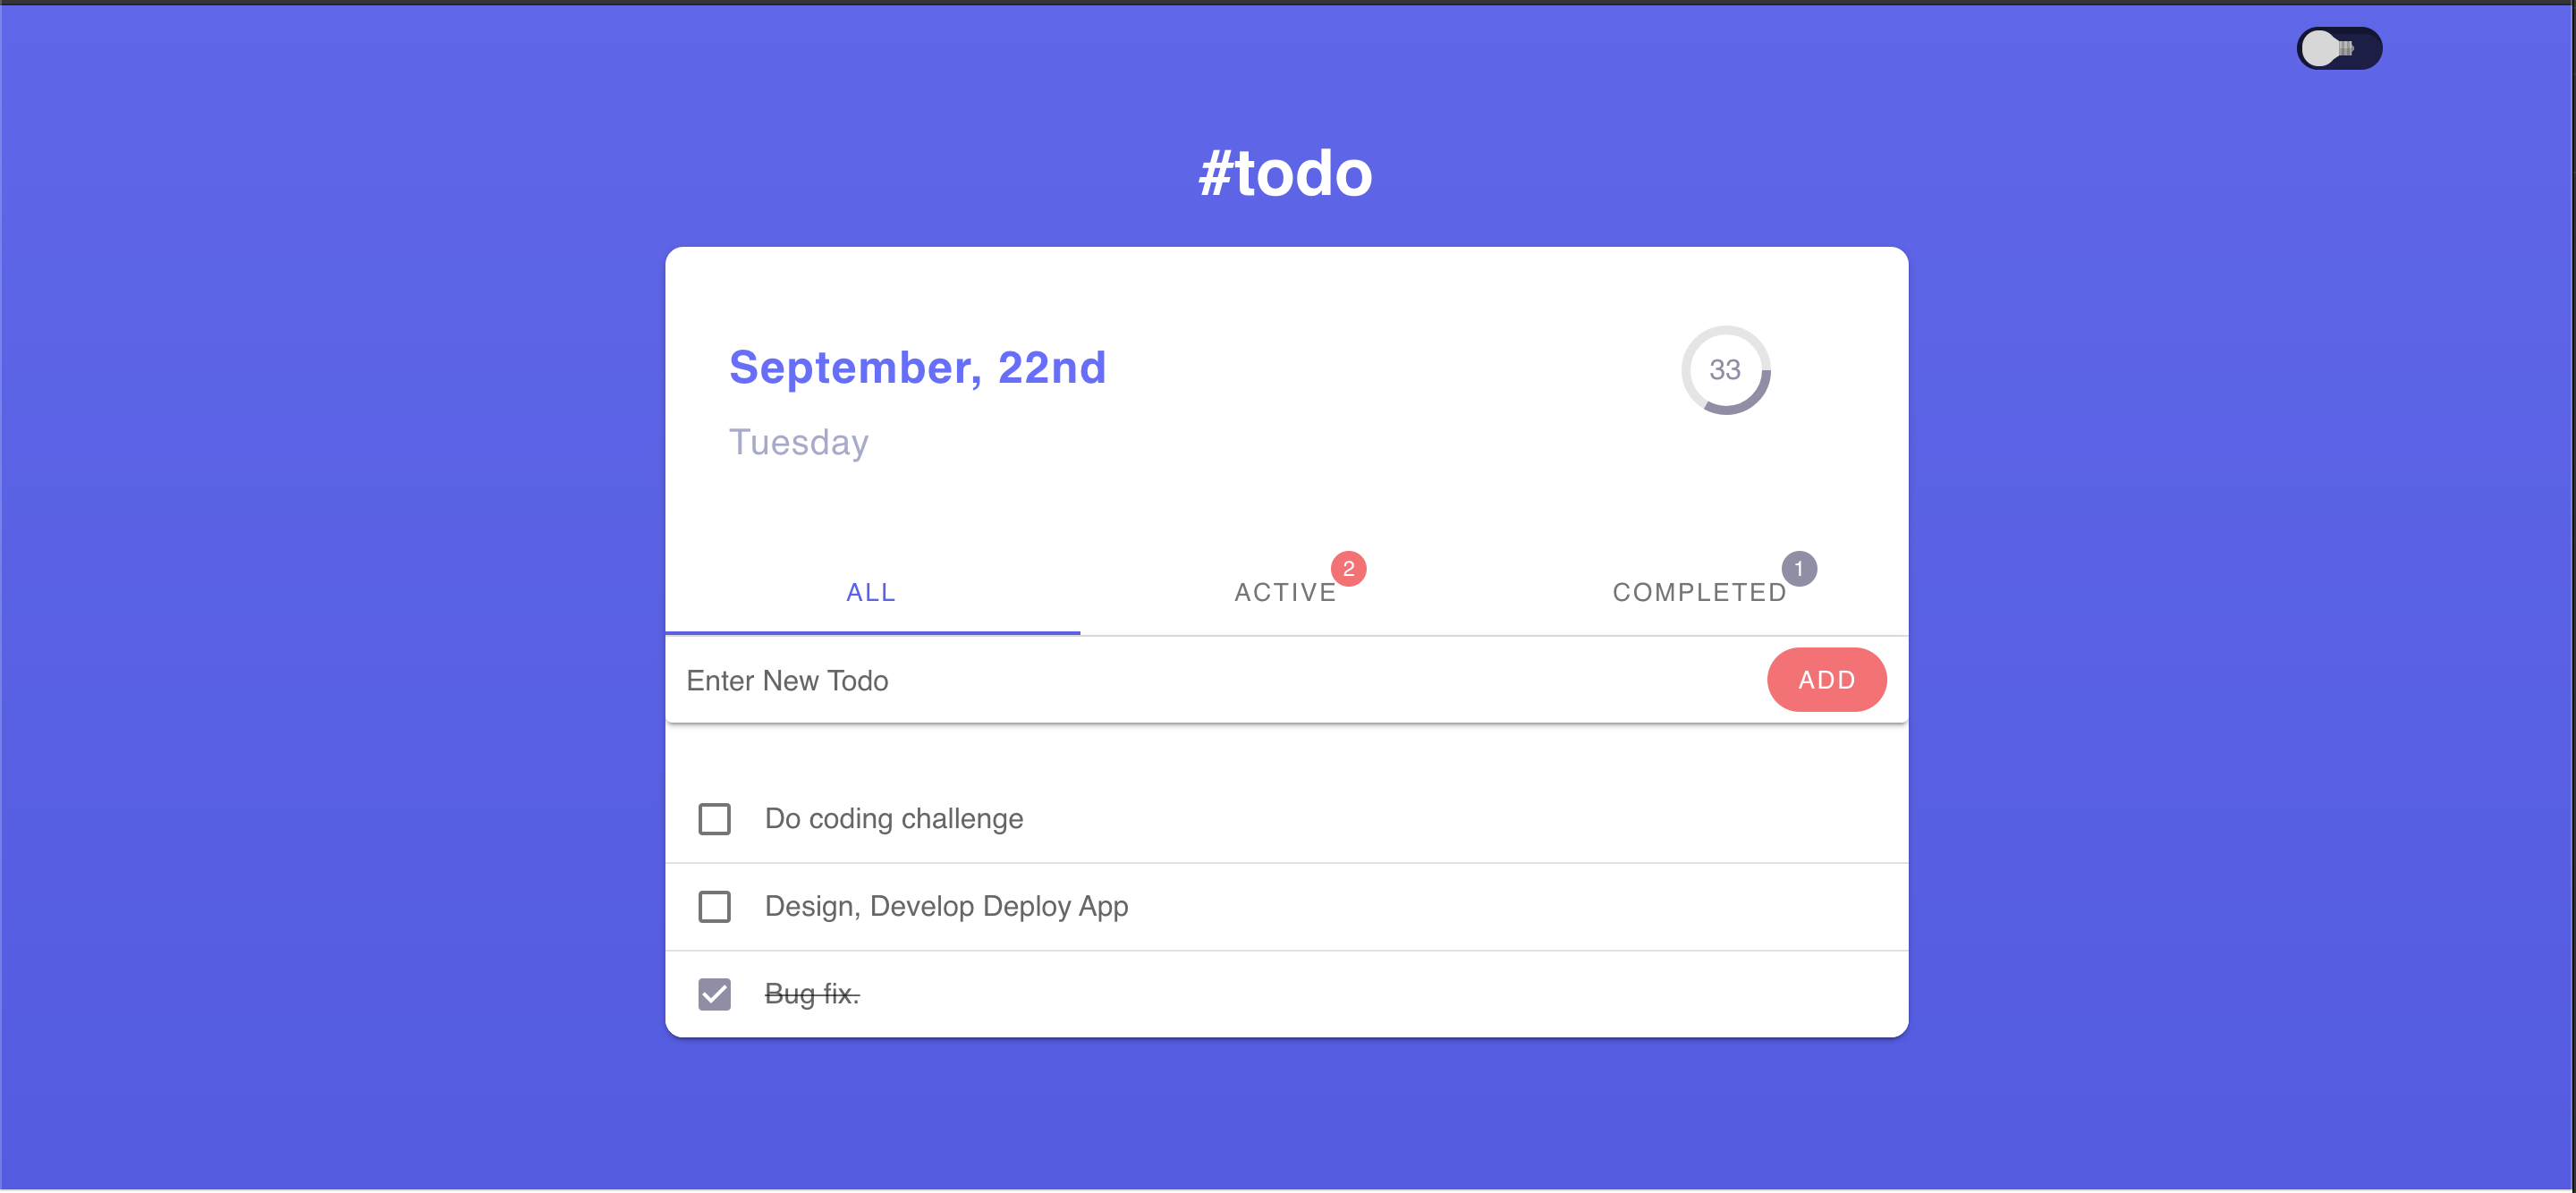 #todo
September, 22nd
33
Tuesday
ALL
ACTIVE 2
COMPLETED 1
Enter New Todo
ADD
Do coding challenge
Design, Develop Deploy App
Bug fix.